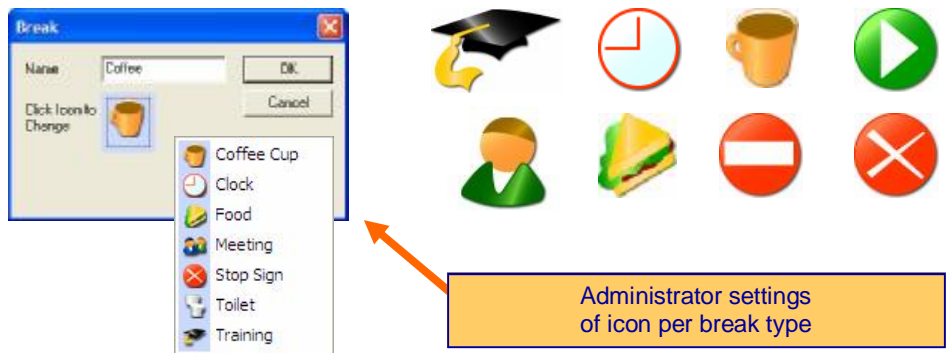 Break
Name
Coffee
OK
Cancel
Click Icon to
Change
Coffee Cup
Clock
Food
Meeting
Stop Sign
Toilet
Training
Administrator settings
of icon per break type